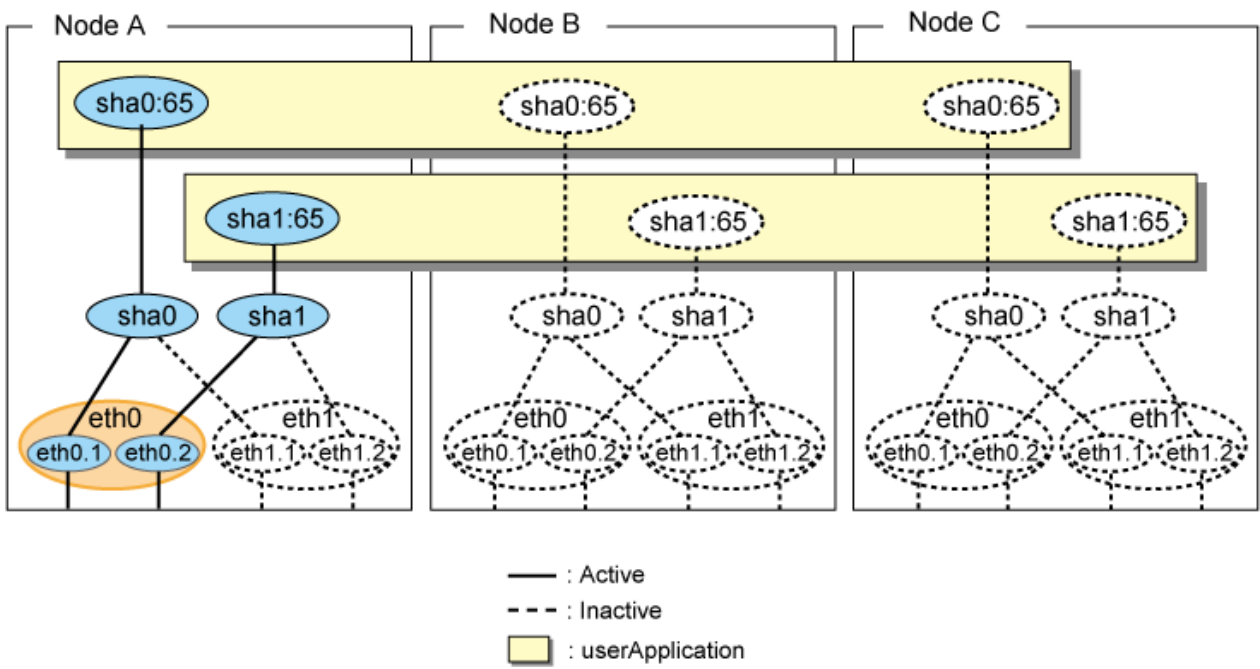 Node A Node B Node C
sha0:65 sha0:65 sha0:65
sha1:65 sha1:65 sha1:65
sha0 sha1 sha0 sha1 sha0 sha1
eth0 eth1 eth0 eth1 eth0 eth1
eth0.1 eth0.2 eth1.1 eth1.2 eth0.1 eth0.2 eth1.1 eth1.2 eth0.1 eth0.2 eth1.1 eth1.2
: Active
: Inactive
: userApplication